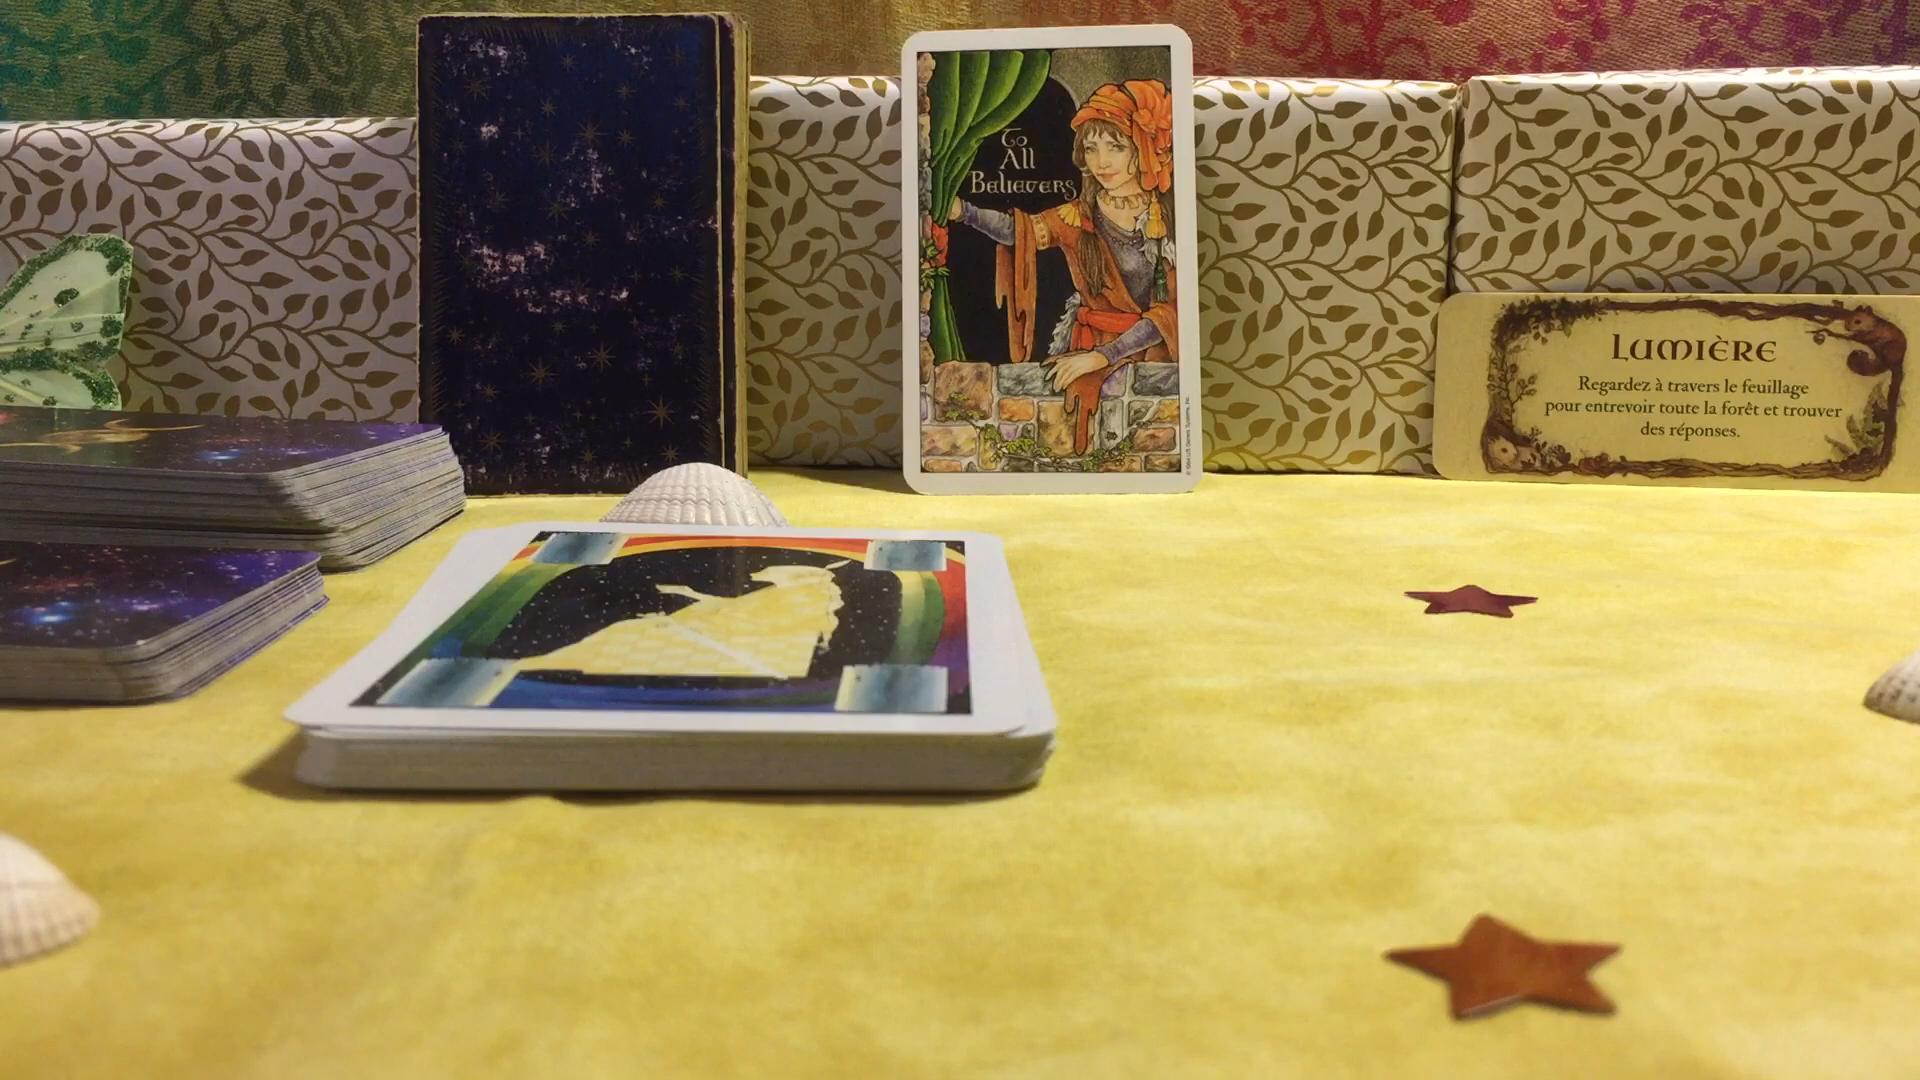 To
All
Believers
LUMIÈRE
Regardez à travers le feuillage
pour entrevoir toute la forêt et trouver
des réponses.